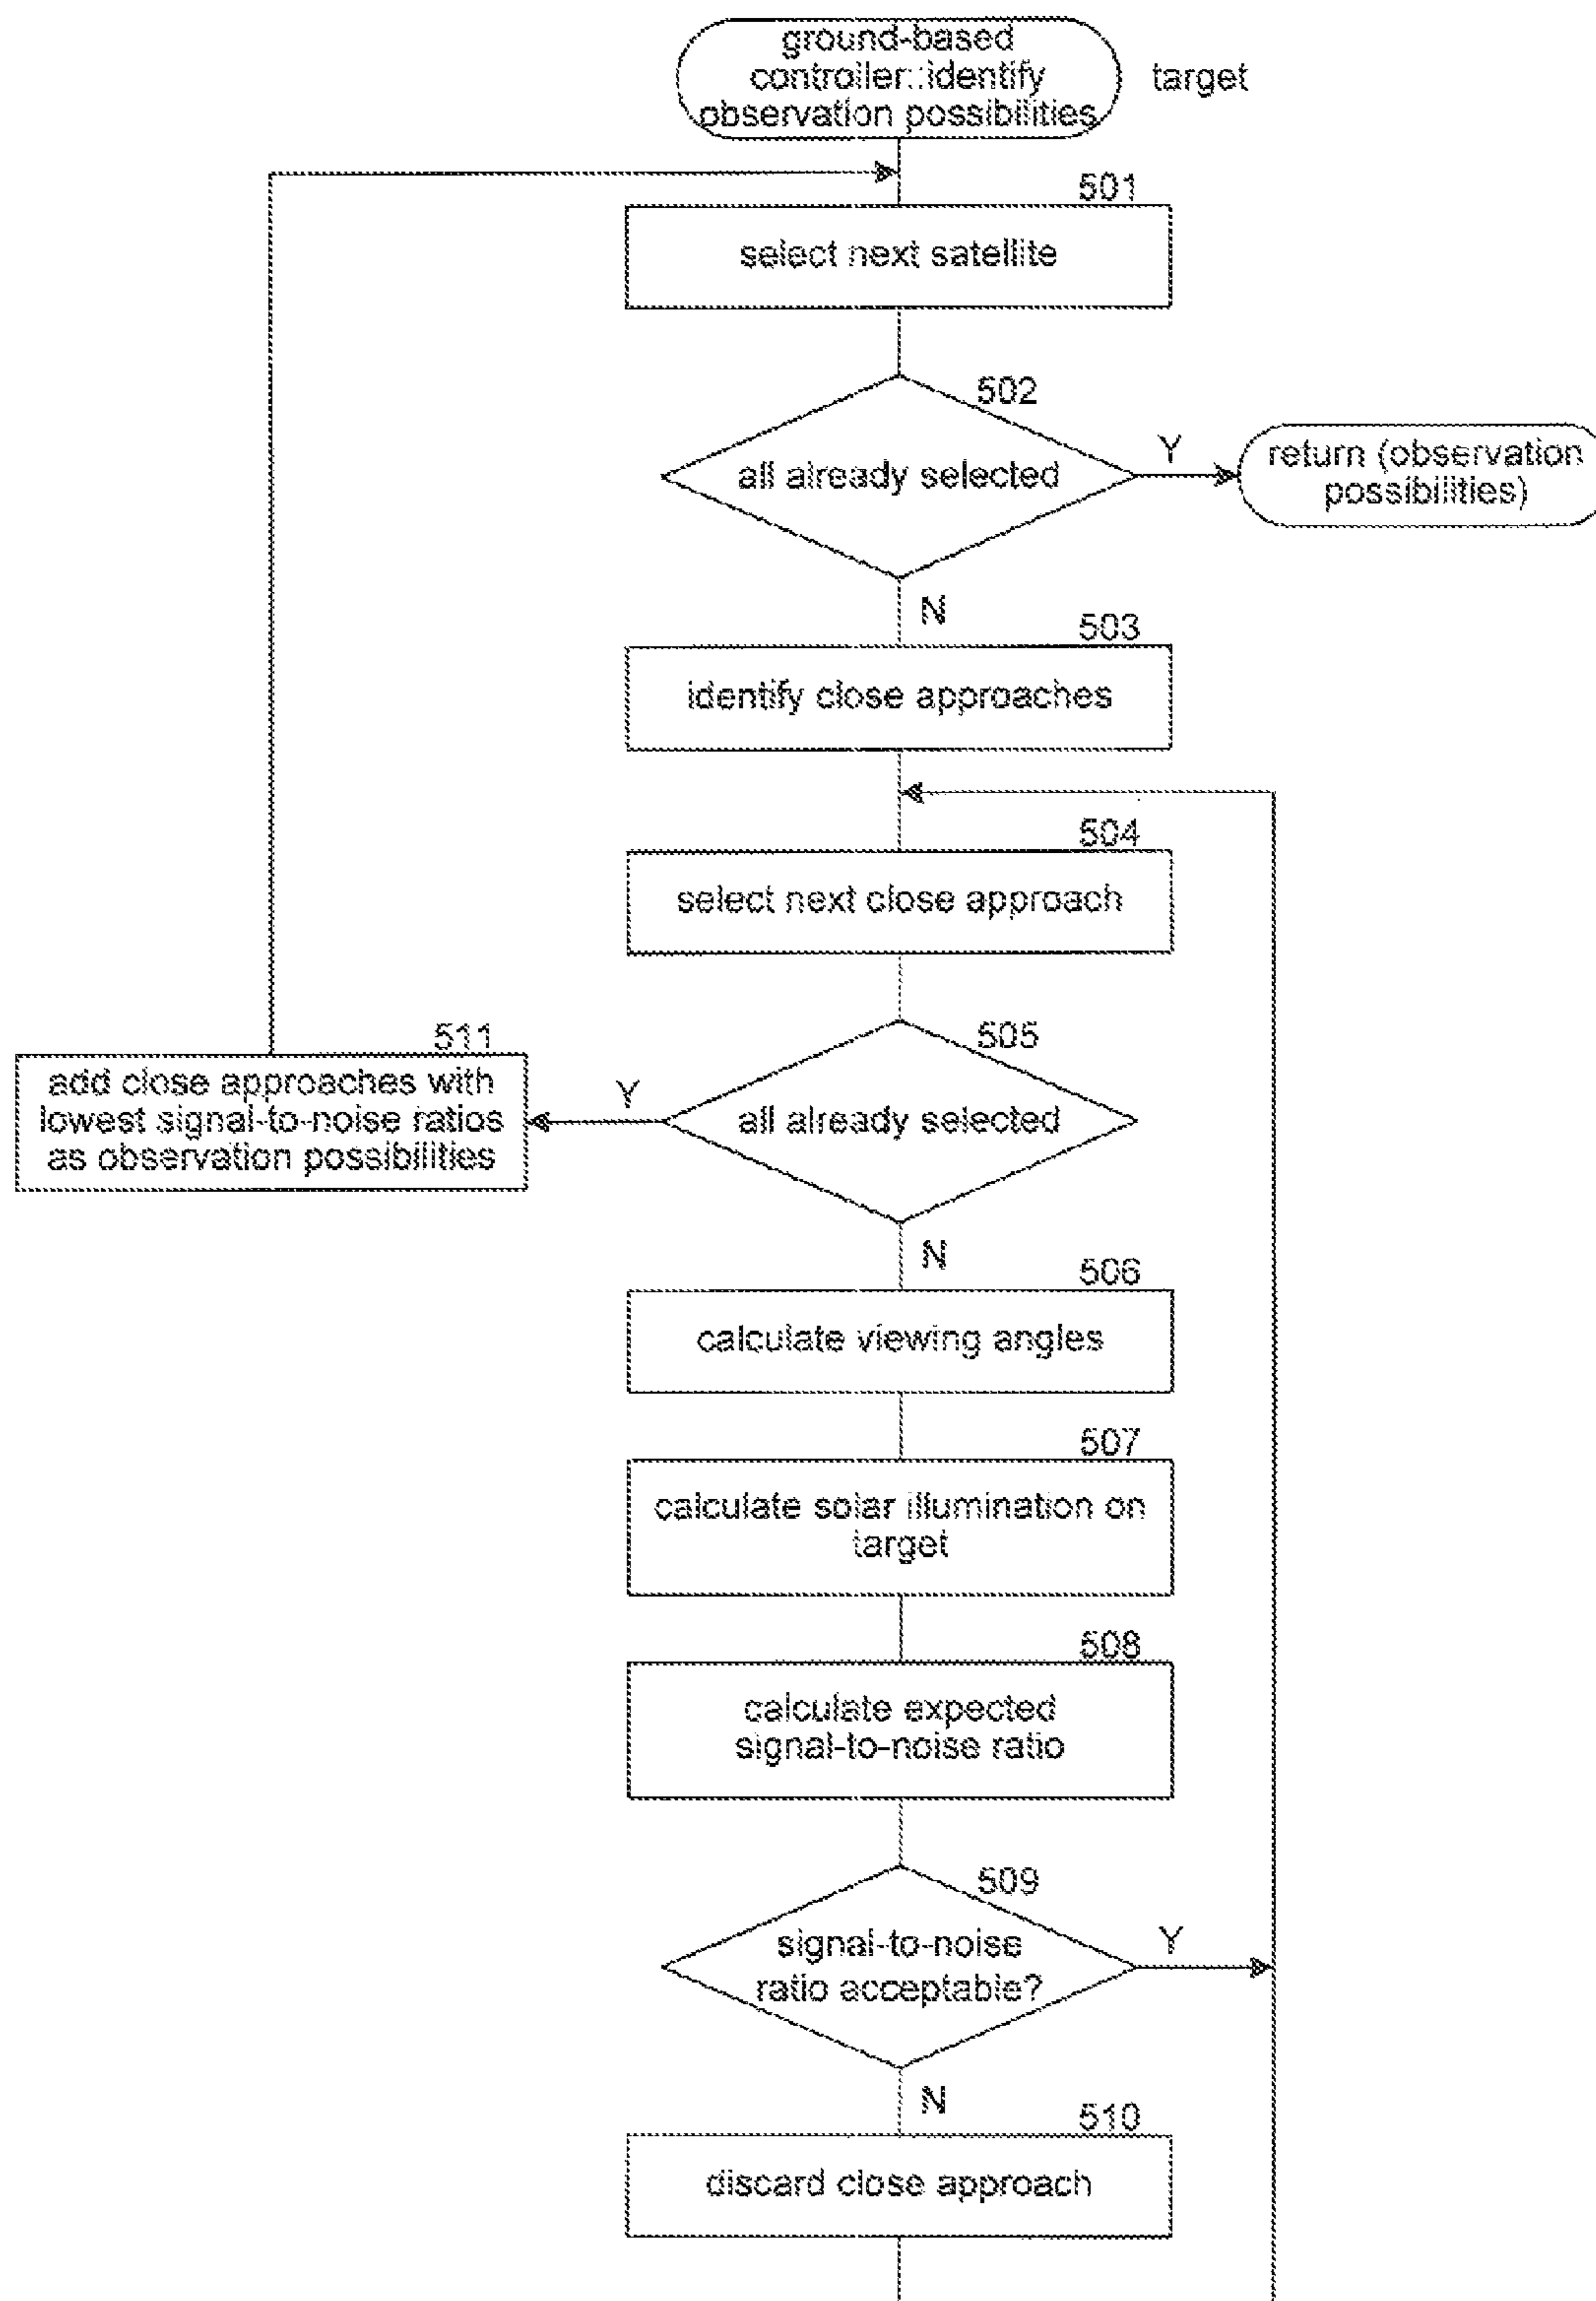 ground-based
controller::identify
observation possibilities
target
501
select next satellite
502
all already selected
Y
return (observation
possibilities)
N
503
identify close approaches
504
select next close approach
505
all already selected
Y
511
add close approaches with
lowest signal-to-noise ratios
as observation possibilities
N
506
calculate viewing angles
507
calculate solar illumination on
target
508
calculate expected
signal-to-noise ratio
509
signal-to-noise
ratio acceptable?
Y
N
510
discard close approach